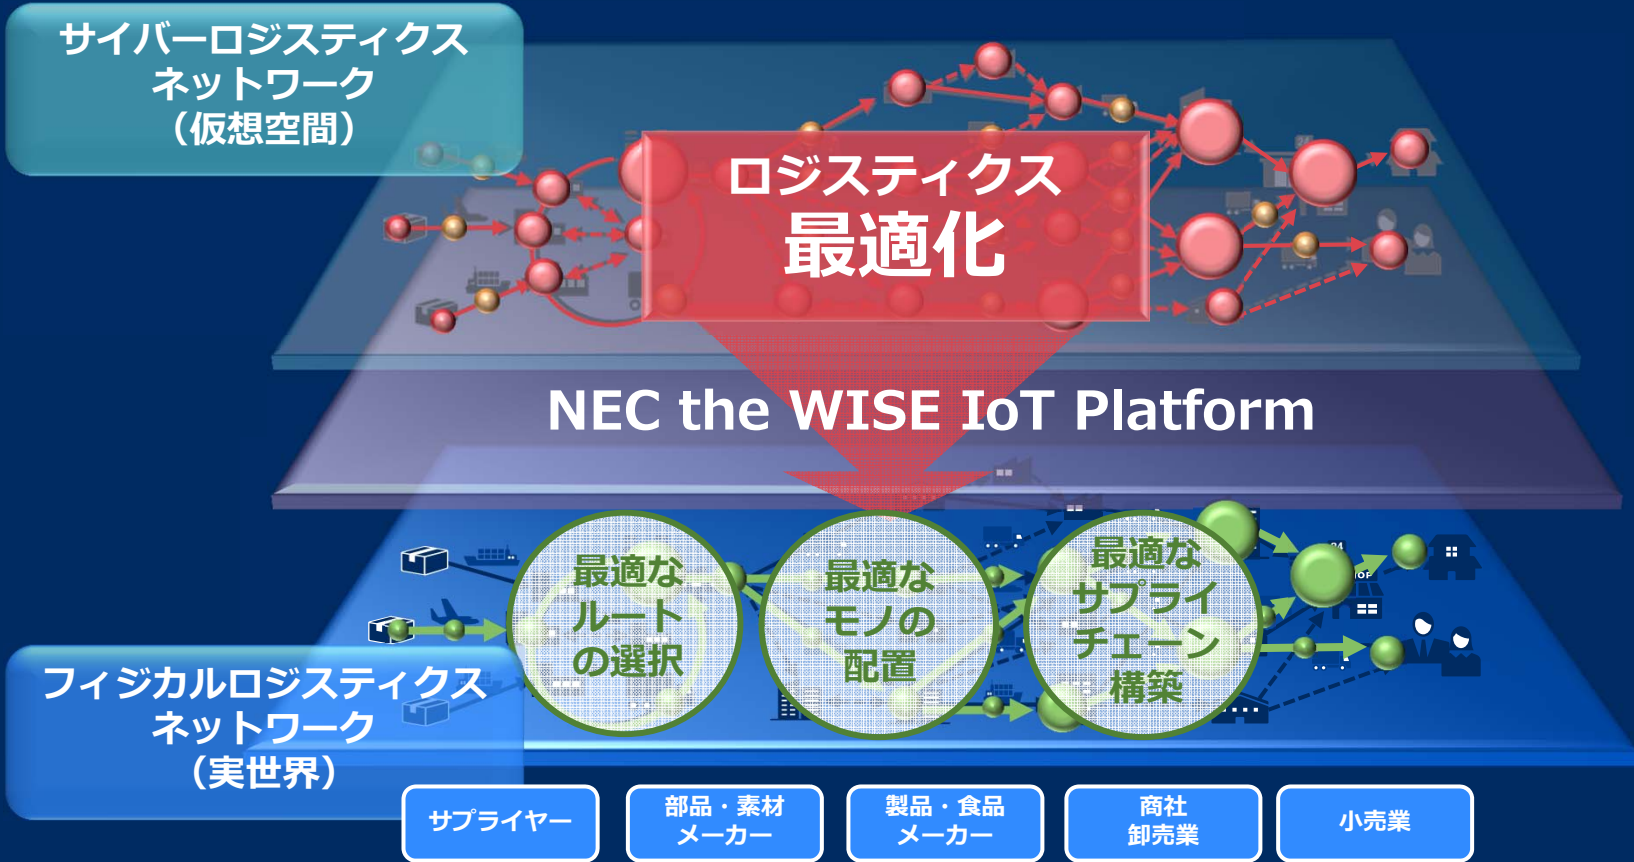 サイバーロジスティクス
ネットワーク
（仮想空間）
ロジスティクス
最適化
NEC the WISE IoT Platform
最適な
ルート
の選択
最適な
モノの
配置
最適な
サプライ
チェーン
構築
フィジカルロジスティクス
ネットワーク
（実世界）
サプライヤー
部品・素材
メーカー
製品・食品
メーカー
商社
卸売業
小売業